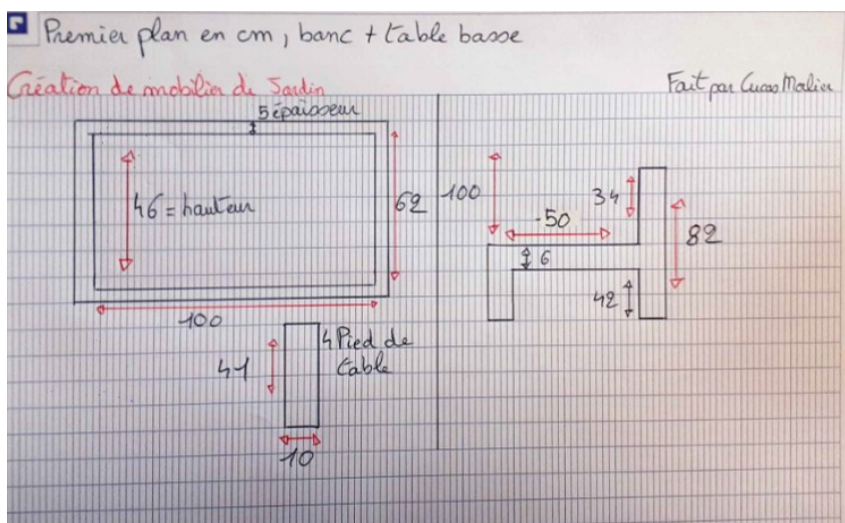 Premier plan en cm, banc + table basse
Création de mobilier de Jardin
Fait par Lucas Malier
5 épaisseur
46 = hauteur
62
100
41
4 Pied de
table
10
100
50
34
82
6
42